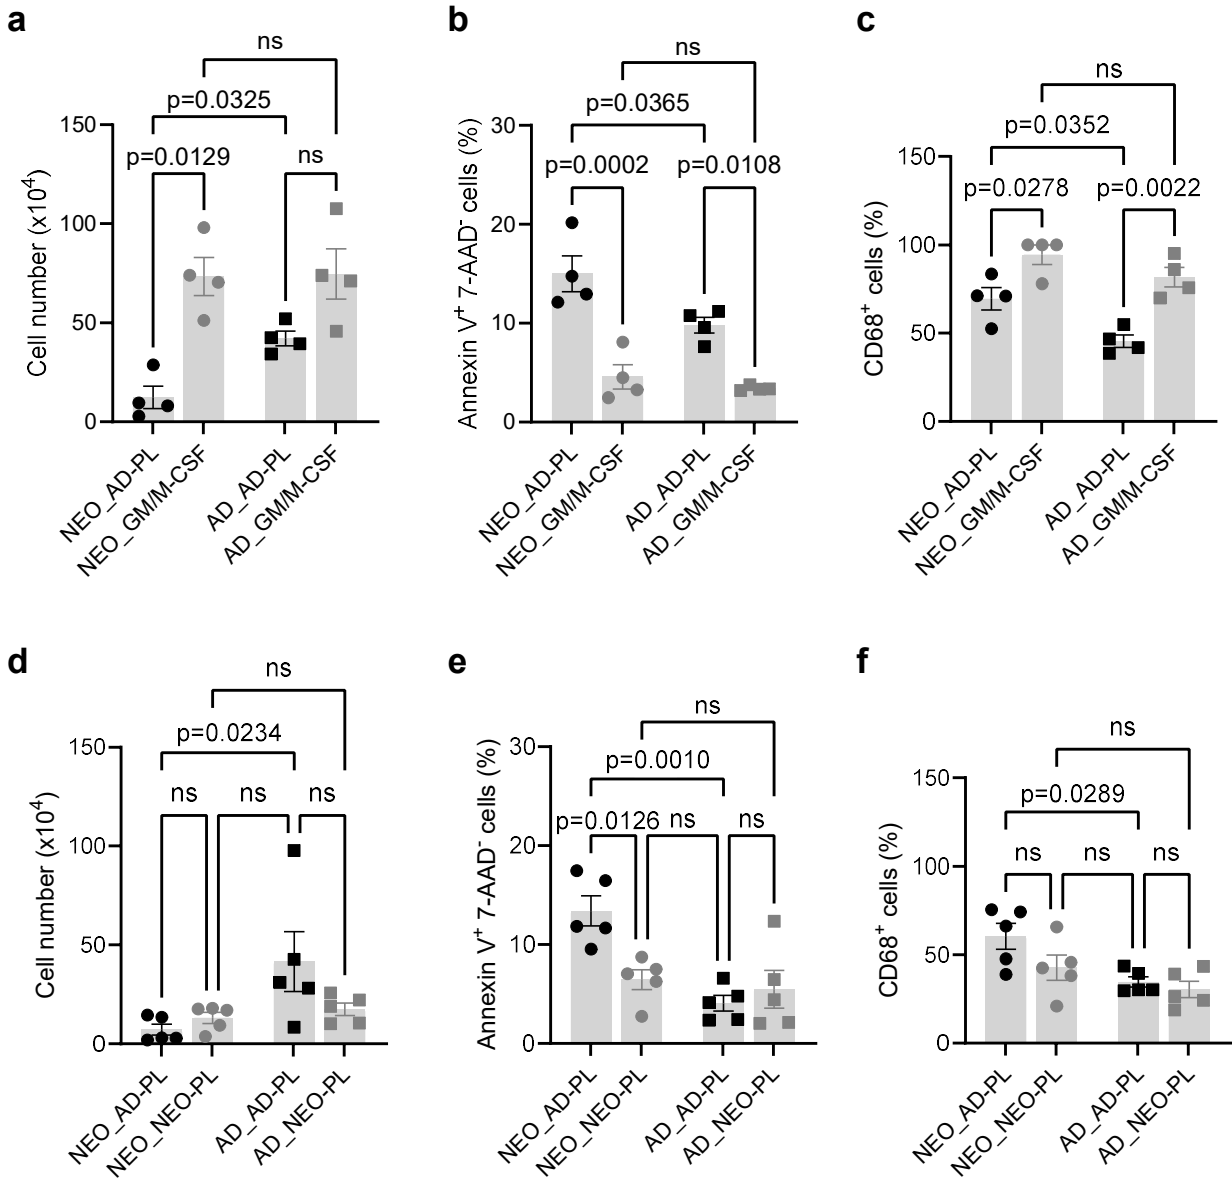 a
ns
p=0.0325
p=0.0129
ns
150
100
50
0
Cell number (x10⁴)
NEO_AD-PL
NEO_GM/M-CSF
AD_AD-PL
AD_GM/M-CSF
b
ns
p=0.0365
p=0.0002
p=0.0108
30
20
10
0
Annexin V⁺ 7-AAD⁻ cells (%)
NEO_AD-PL
NEO_GM/M-CSF
AD_AD-PL
AD_GM/M-CSF
c
ns
p=0.0352
p=0.0278
p=0.0022
150
100
50
0
CD68⁺ cells (%)
NEO_AD-PL
NEO_GM/M-CSF
AD_AD-PL
AD_GM/M-CSF
d
ns
p=0.0234
ns
ns
ns
150
100
50
0
Cell number (x10⁴)
NEO_AD-PL
NEO_NEO-PL
AD_AD-PL
AD_NEO-PL
e
ns
p=0.0010
p=0.0126
ns
ns
30
20
10
0
Annexin V⁺ 7-AAD⁻ cells (%)
NEO_AD-PL
NEO_NEO-PL
AD_AD-PL
AD_NEO-PL
f
ns
p=0.0289
ns
ns
ns
150
100
50
0
CD68⁺ cells (%)
NEO_AD-PL
NEO_NEO-PL
AD_AD-PL
AD_NEO-PL